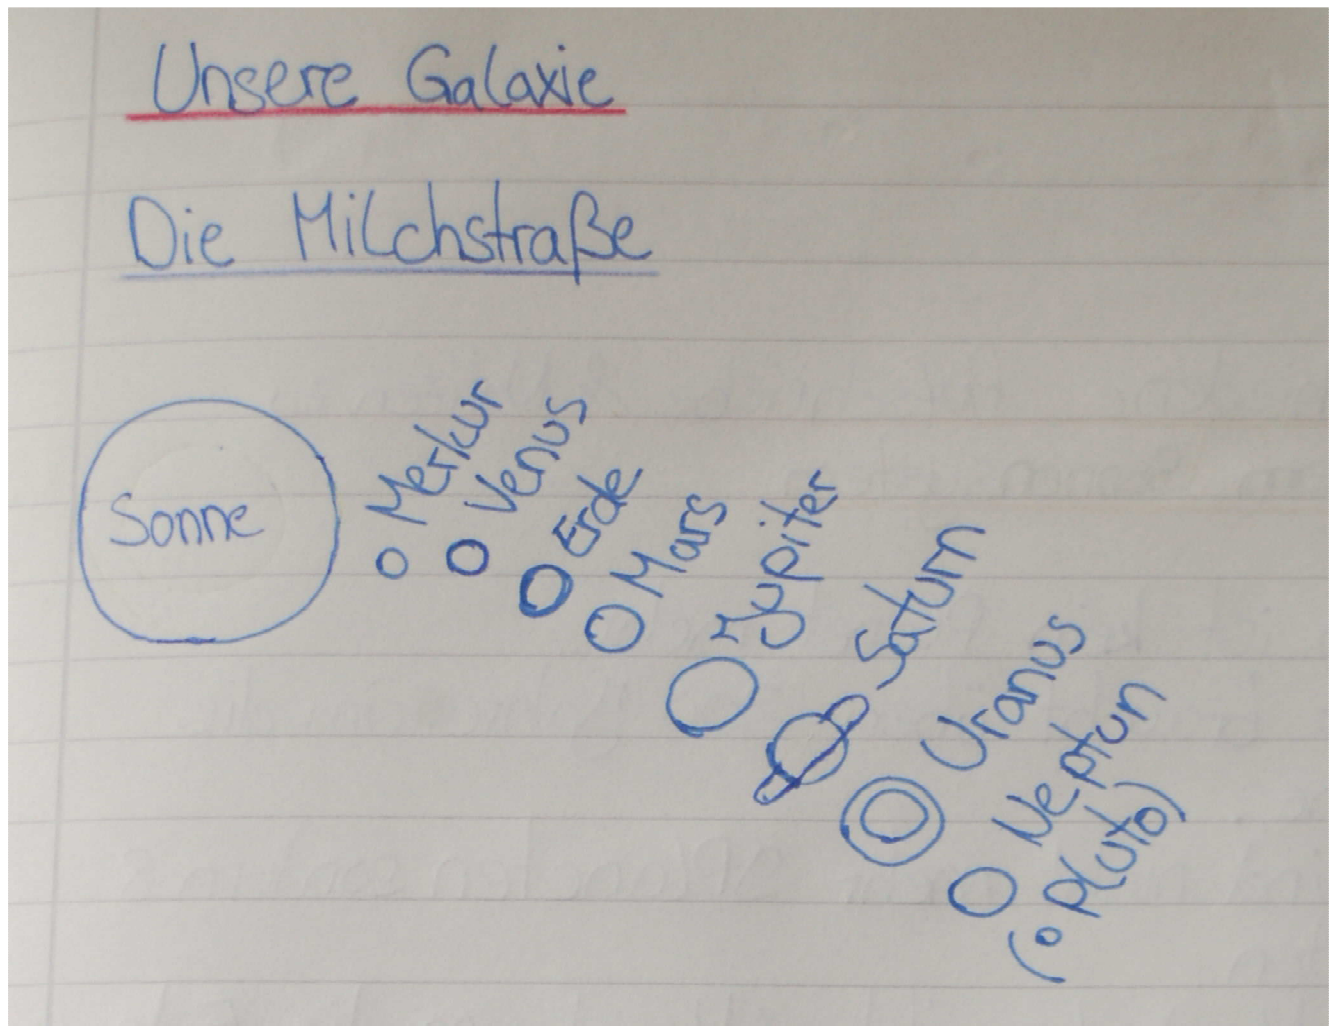 Unsere Galaxie
Die Milchstraße
Sonne
Merkur
Venus
Erde
Mars
Jupiter
Saturn
Uranus
Neptun
(Pluto)